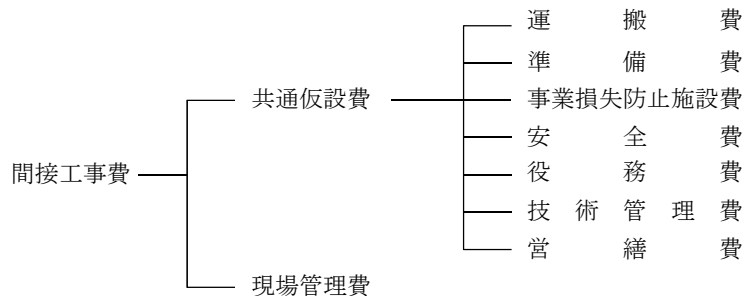 運搬費
準備費
共通仮設費
事業損失防止施設費
安全費
間接工事費
役務費
技術管理費
営繕費
現場管理費